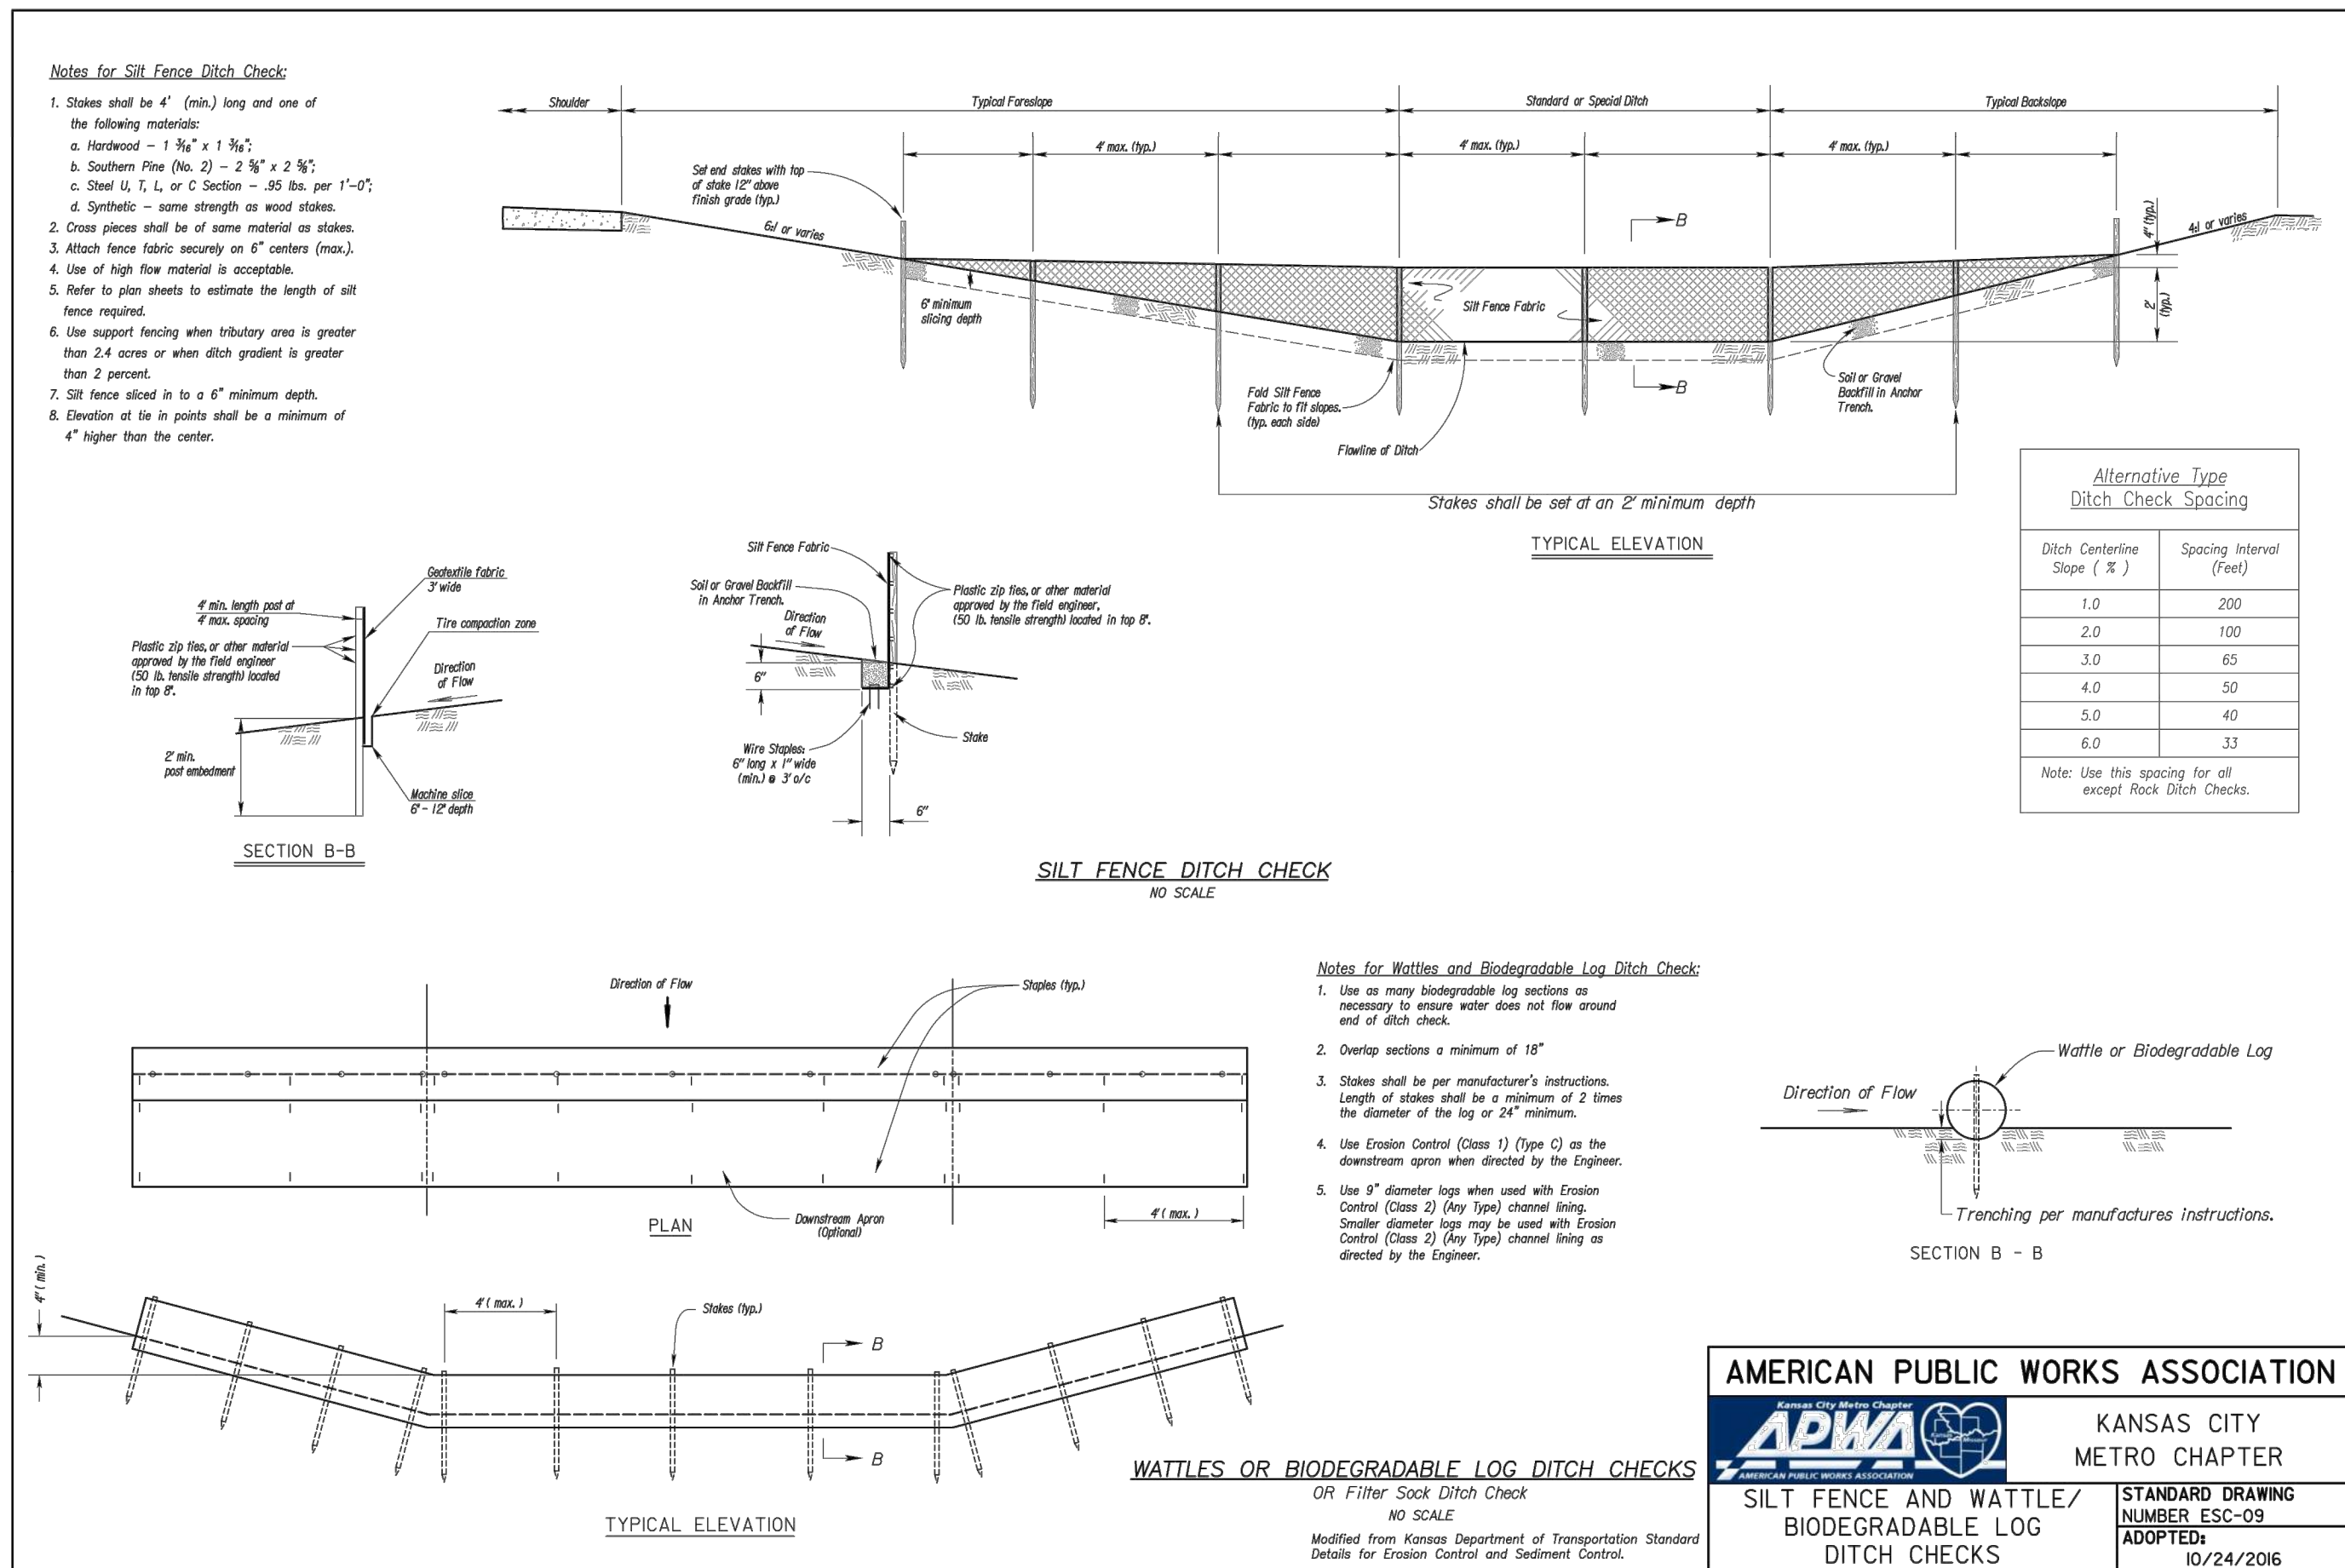 Notes for Silt Fence Ditch Check:
1. Stakes shall be 4' (min.) long and one of
the following materials:
a. Hardwood – 1 3/16" x 1 3/16";
b. Southern Pine (No. 2) – 2 5/8" x 2 5/8";
c. Steel U, T, L, or C Section – .95 lbs. per 1'-0";
d. Synthetic – same strength as wood stakes.
2. Cross pieces shall be of same material as stakes.
3. Attach fence fabric securely on 6" centers (max.).
4. Use of high flow material is acceptable.
5. Refer to plan sheets to estimate the length of silt
fence required.
6. Use support fencing when tributary area is greater
than 2.4 acres or when ditch gradient is greater
than 2 percent.
7. Silt fence sliced in to a 6" minimum depth.
8. Elevation at tie in points shall be a minimum of
4" higher than the center.
Shoulder
Typical Foreslope
Standard or Special Ditch
Typical Backslope
4' max. (typ.)
4' max. (typ.)
4' max. (typ.)
Set end stakes with top
of stake 12" above
finish grade (typ.)
6:1 or varies
B
4" (typ.)
4:1 or varies
6" minimum
slicing depth
Silt Fence Fabric
2'
(typ.)
Fold Silt Fence
Fabric to fit slopes.
(typ. each side)
B
Soil or Gravel
Backfill in Anchor
Trench.
Flowline of Ditch
Stakes shall be set at an 2' minimum depth
TYPICAL ELEVATION
Alternative Type
Ditch Check Spacing
Ditch Centerline
Slope ( % )
Spacing Interval
(Feet)
1.0 200
2.0 100
3.0 65
4.0 50
5.0 40
6.0 33
Note: Use this spacing for all
except Rock Ditch Checks.
Geotextile fabric
3' wide
4' min. length post at
4' max. spacing
Tire compaction zone
Plastic zip ties, or other material
approved by the field engineer
(50 lb. tensile strength) located
in top 8".
Direction
of Flow
2' min.
post embedment
Machine slice
6" - 12" depth
SECTION B-B
Silt Fence Fabric
Soil or Gravel Backfill
in Anchor Trench.
Plastic zip ties, or other material
approved by the field engineer,
(50 lb. tensile strength) located in top 8".
Direction
of Flow
6"
Stake
Wire Staples:
6" long x 1" wide
(min.) @ 3' o/c
6"
SILT FENCE DITCH CHECK
NO SCALE
Direction of Flow
Staples (typ.)
PLAN
Downstream Apron
(Optional)
4' ( max. )
4" ( min. )
4' ( max. )
Stakes (typ.)
B
B
TYPICAL ELEVATION
Notes for Wattles and Biodegradable Log Ditch Check:
1. Use as many biodegradable log sections as
necessary to ensure water does not flow around
end of ditch check.
2. Overlap sections a minimum of 18"
3. Stakes shall be per manufacturer's instructions.
Length of stakes shall be a minimum of 2 times
the diameter of the log or 24" minimum.
4. Use Erosion Control (Class 1) (Type C) as the
downstream apron when directed by the Engineer.
5. Use 9" diameter logs when used with Erosion
Control (Class 2) (Any Type) channel lining.
Smaller diameter logs may be used with Erosion
Control (Class 2) (Any Type) channel lining as
directed by the Engineer.
Wattle or Biodegradable Log
Direction of Flow
Trenching per manufactures instructions.
SECTION B - B
WATTLES OR BIODEGRADABLE LOG DITCH CHECKS
OR Filter Sock Ditch Check
NO SCALE
Modified from Kansas Department of Transportation Standard
Details for Erosion Control and Sediment Control.
AMERICAN PUBLIC WORKS ASSOCIATION
Kansas City Metro Chapter
APWA
AMERICAN PUBLIC WORKS ASSOCIATION
KANSAS CITY
METRO CHAPTER
SILT FENCE AND WATTLE/
BIODEGRADABLE LOG
DITCH CHECKS
STANDARD DRAWING
NUMBER ESC-09
ADOPTED:
10/24/2016